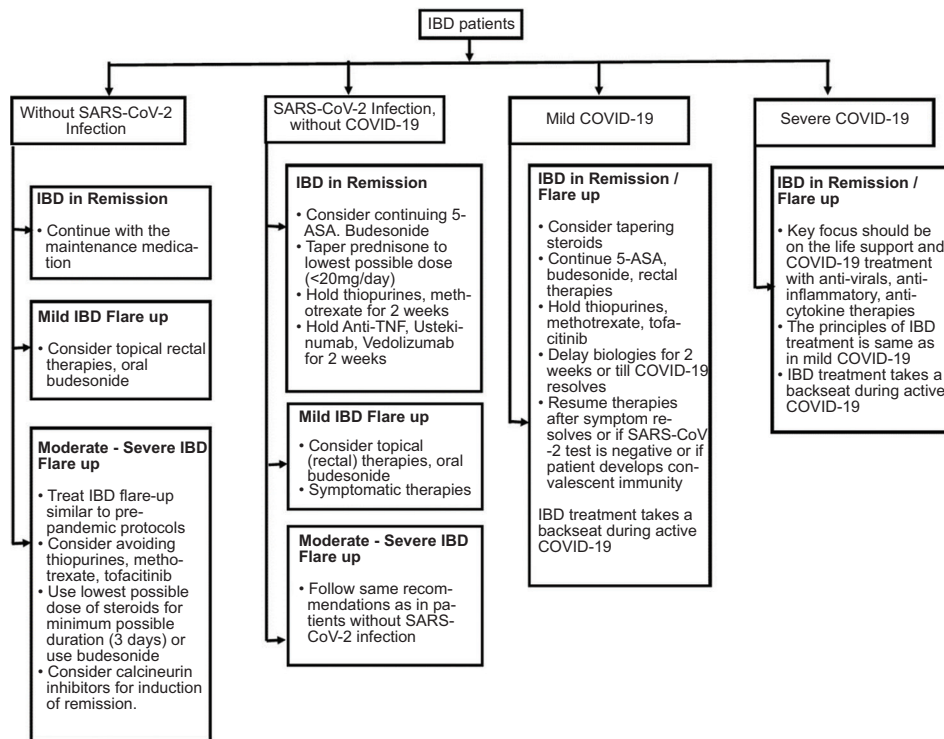 IBD patients
Without SARS-CoV-2
Infection
IBD in Remission
• Continue with the
maintenance medica-
tion
Mild IBD Flare up
• Consider topical rectal
therapies, oral
budesonide
Moderate - Severe IBD
Flare up
• Treat IBD flare-up
similar to pre-
pandemic protocols
• Consider avoiding
thiopurines, metho-
trexate, tofacitinib
• Use lowest possible
dose of steroids for
minimum possible
duration (3 days) or
use budesonide
• Consider calcineurin
inhibitors for induction
of remission.
SARS-CoV-2 Infection,
without COVID-19
IBD in Remission
• Consider continuing 5-
ASA. Budesonide
• Taper prednisone to
lowest possible dose
(<20mg/day)
• Hold thiopurines, meth-
otrexate for 2 weeks
• Hold Anti-TNF, Usteki-
numab, Vedolizumab
for 2 weeks
Mild IBD Flare up
• Consider topical
(rectal) therapies, oral
budesonide
• Symptomatic therapies
Moderate - Severe IBD
Flare up
• Follow same recom-
mendations as in pa-
tients without SARS-
CoV-2 infection
Mild COVID-19
IBD in Remission /
Flare up
• Consider tapering
steroids
• Continue 5-ASA,
budesonide, rectal
therapies
• Hold thiopurines,
methotrexate, tofa-
citinib
• Delay biologies for 2
weeks or till COVID-19
resolves
• Resume therapies
after symptom re-
solves or if SARS-CoV
-2 test is negative or if
patient develops con-
valescent immunity
IBD treatment takes a
backseat during active
COVID-19
Severe COVID-19
IBD in Remission /
Flare up
• Key focus should be
on the life support and
COVID-19 treatment
with anti-virals, anti-
inflammatory, anti-
cytokine therapies
• The principles of IBD
treatment is same as
in mild COVID-19
• IBD treatment takes a
backseat during active
COVID-19